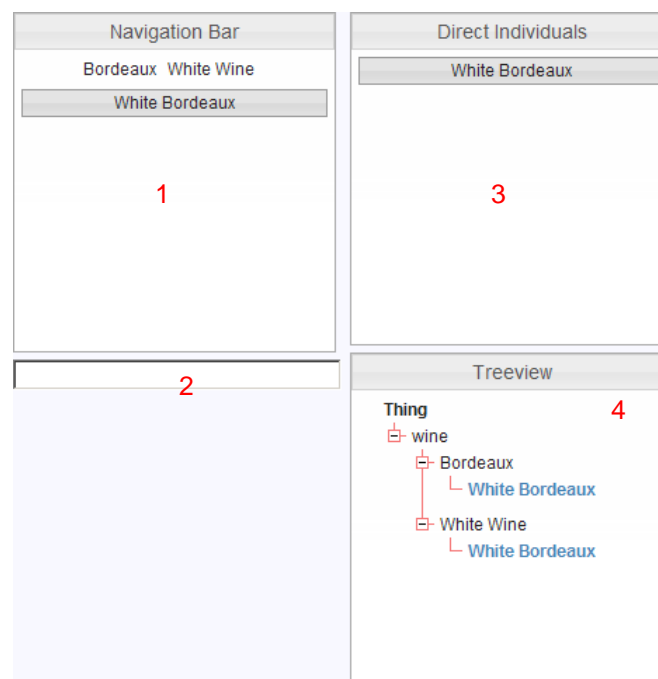 Navigation Bar
Bordeaux White Wine
White Bordeaux
1
2
Direct Individuals
White Bordeaux
3
Treeview
Thing
4
wine
Bordeaux
White Bordeaux
White Wine
White Bordeaux